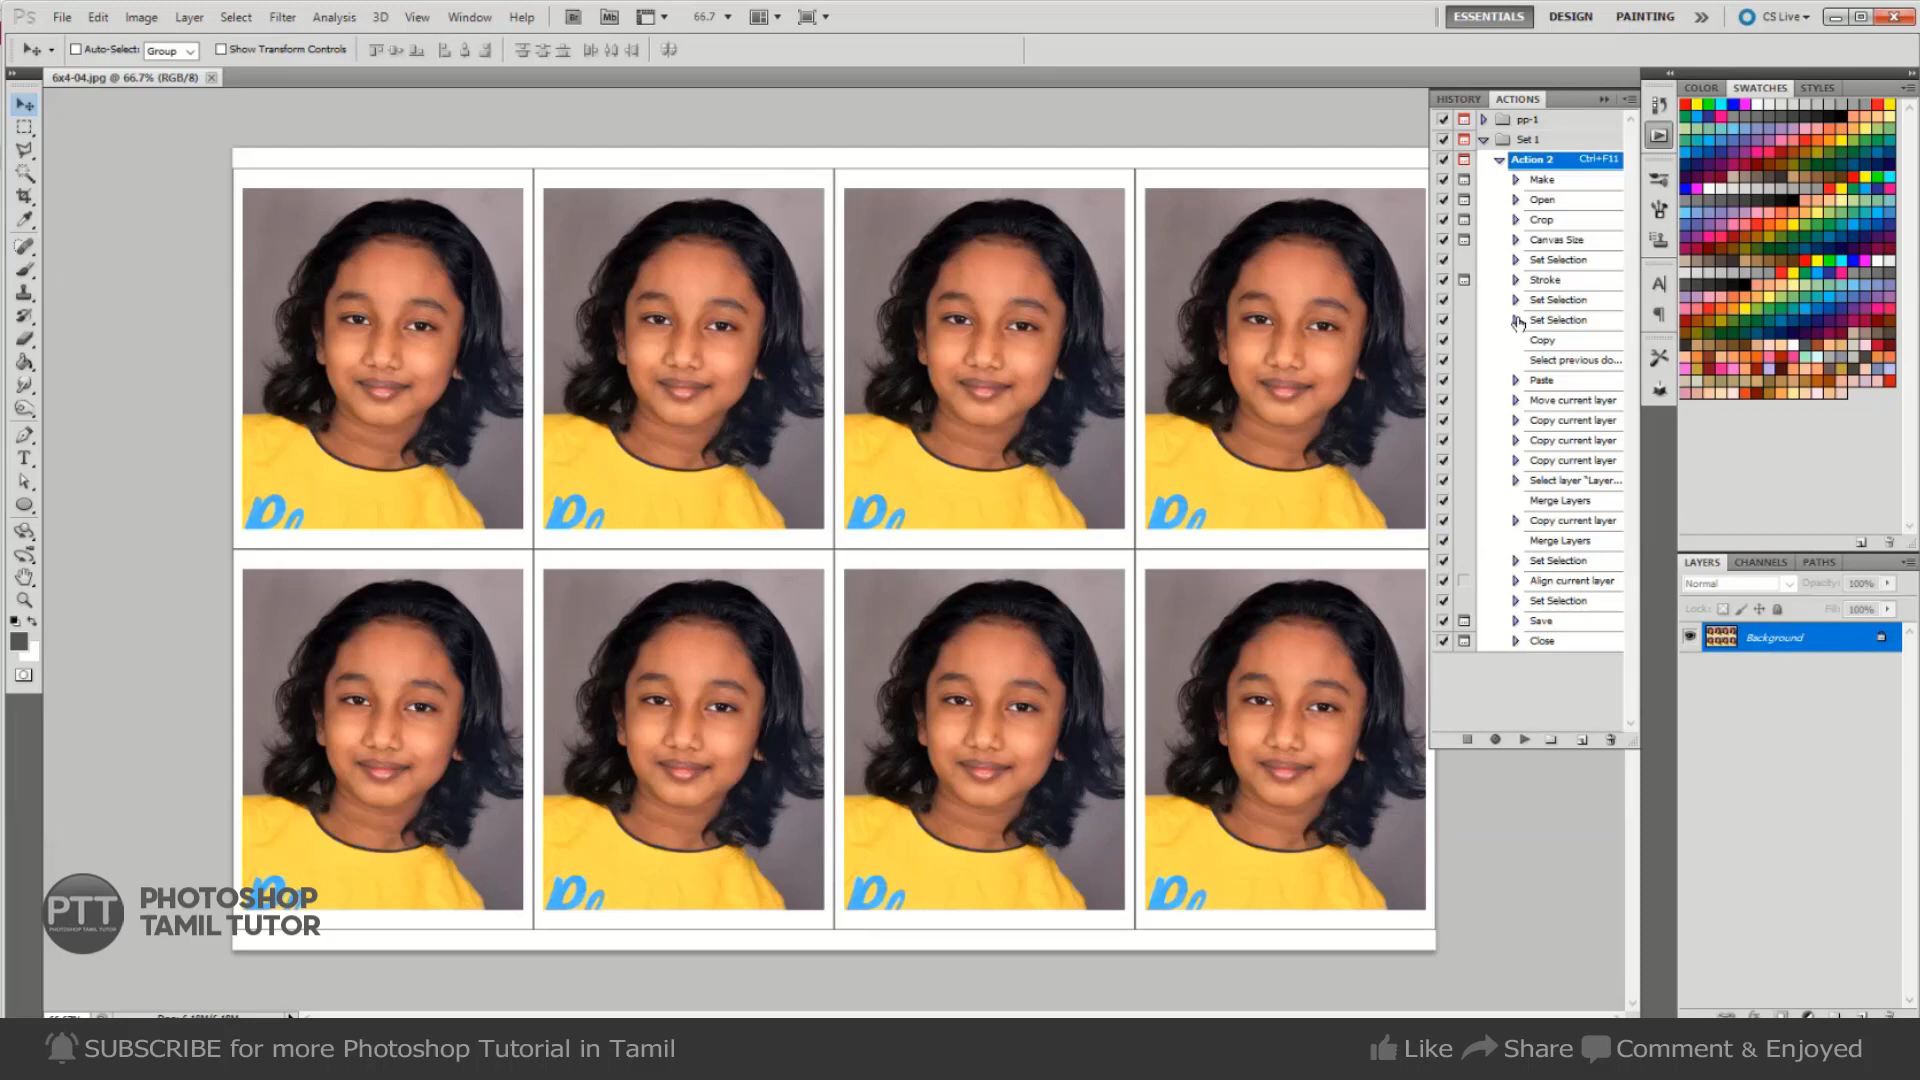 Ps File Edit Image Layer Select Filter Analysis 3D View Window Help Br Mb 66.7 ESSENTIALS DESIGN PAINTING CS Live
Auto-Select: Group Show Transform Controls
6x4-04.jpg @ 66.7% (RGB/8)
HISTORY ACTIONS
pp-1
Set 1
Action 2 Ctrl+F11
Make
Open
Crop
Canvas Size
Set Selection
Stroke
Set Selection
Set Selection
Copy
Select previous do...
Paste
Move current layer
Copy current layer
Copy current layer
Copy current layer
Select layer "Layer...
Merge Layers
Copy current layer
Merge Layers
Set Selection
Align current layer
Set Selection
Save
Close
COLOR SWATCHES STYLES
LAYERS CHANNELS PATHS
Normal Opacity: 100%
Lock: Fill: 100%
Background
PTT
PHOTOSHOP TAMIL TUTOR
PHOTOSHOP
TAMIL TUTOR
SUBSCRIBE for more Photoshop Tutorial in Tamil
Like Share Comment & Enjoyed